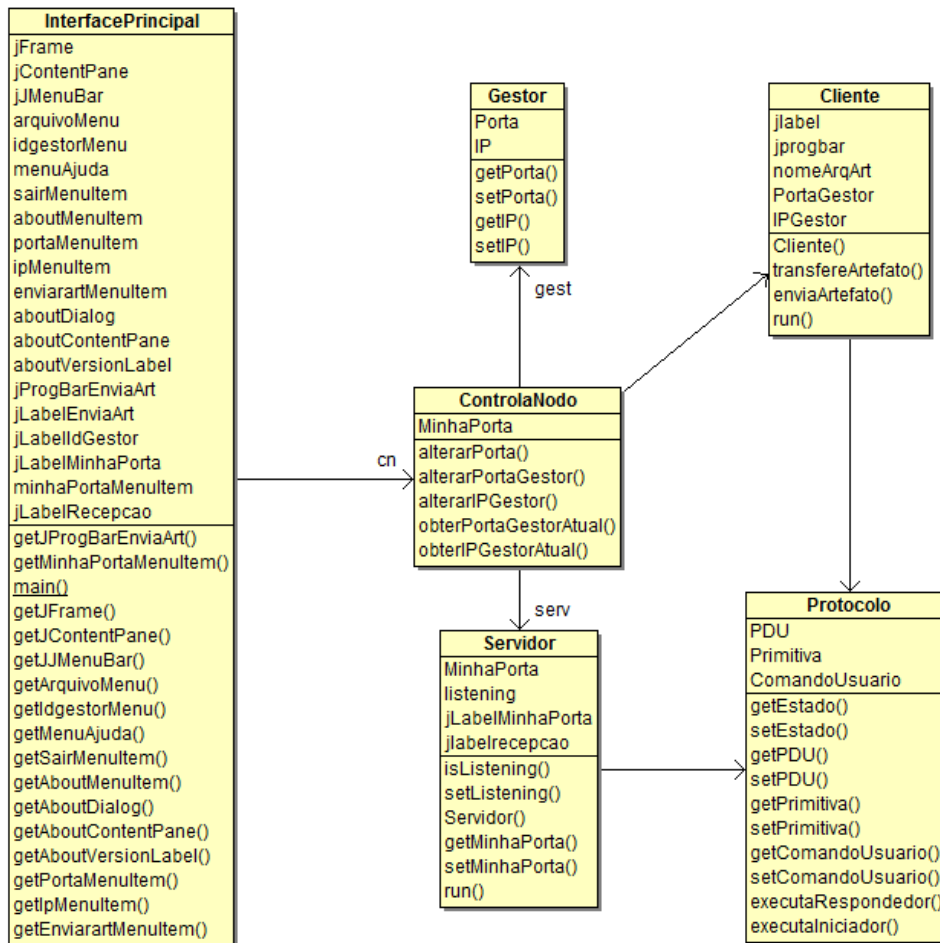 InterfacePrincipal
jFrame
jContentPane
jJMenuBar
arquivoMenu
idgestorMenu
menuAjuda
sairMenuItem
aboutMenuItem
portaMenuItem
ipMenuItem
enviarartMenuItem
aboutDialog
aboutContentPane
aboutVersionLabel
jProgBarEnviaArt
jLabelEnviaArt
jLabelIdGestor
jLabelMinhaPorta
minhaPortaMenuItem
jLabelRecepcao
getJProgBarEnviaArt()
getMinhaPortaMenuItem()
main()
getJFrame()
getJContentPane()
getJJMenuBar()
getArquivoMenu()
getIdgestorMenu()
getMenuAjuda()
getSairMenuItem()
getAboutMenuItem()
getAboutDialog()
getAboutContentPane()
getAboutVersionLabel()
getPortaMenuItem()
getIpMenuItem()
getEnviarartMenuItem()
cn
Gestor
Porta
IP
getPorta()
setPorta()
getIP()
setIP()
gest
ControlaNodo
MinhaPorta
alterarPorta()
alterarPortaGestor()
alterarIPGestor()
obterPortaGestorAtual()
obterIPGestorAtual()
serv
Servidor
MinhaPorta
listening
jLabelMinhaPorta
jlabelrecepcao
isListening()
setListening()
Servidor()
getMinhaPorta()
setMinhaPorta()
run()
Cliente
jlabel
jprogbar
nomeArqArt
PortaGestor
IPGestor
Cliente()
transfereArtefato()
enviaArtefato()
run()
Protocolo
PDU
Primitiva
ComandoUsuario
getEstado()
setEstado()
getPDU()
setPDU()
getPrimitiva()
setPrimitiva()
getComandoUsuario()
setComandoUsuario()
executaRespondedor()
executaIniciador()